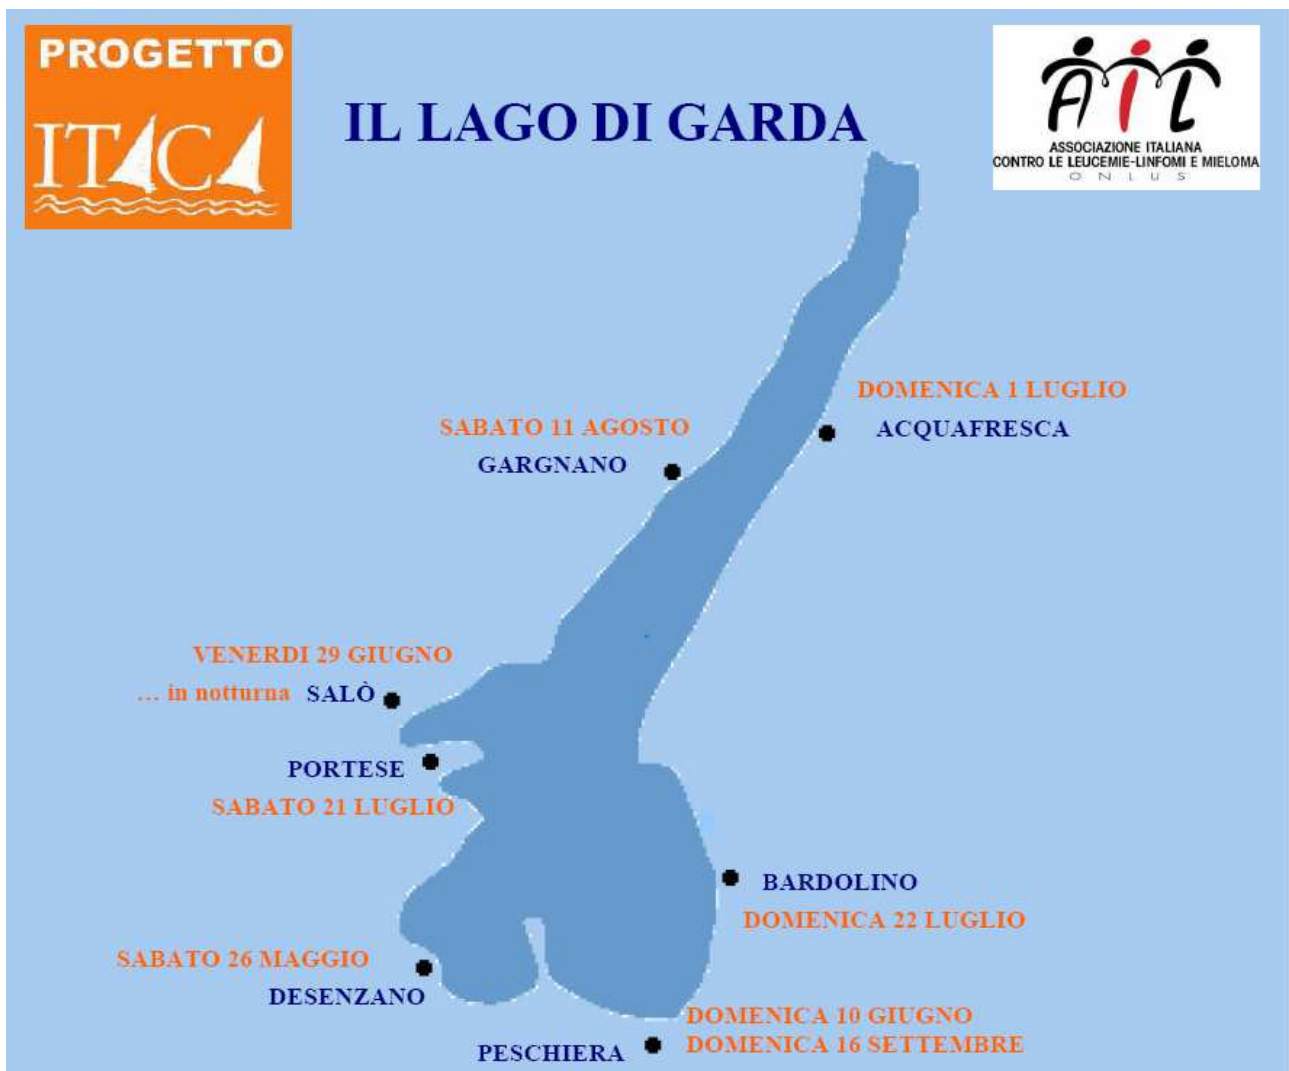 PROGETTO
ITACA
IL LAGO DI GARDA
AIL
ASSOCIAZIONE ITALIANA
CONTRO LE LEUCEMIE-LINFOMI E MIELOMA
ONLUS
DOMENICA 1 LUGLIO
ACQUAFRESCA
SABATO 11 AGOSTO
GARGNANO
VENERDI 29 GIUGNO
... in notturna SALÒ
PORTESE
SABATO 21 LUGLIO
BARDOLINO
DOMENICA 22 LUGLIO
SABATO 26 MAGGIO
DESENZANO
DOMENICA 10 GIUGNO
DOMENICA 16 SETTEMBRE
PESCHIERA